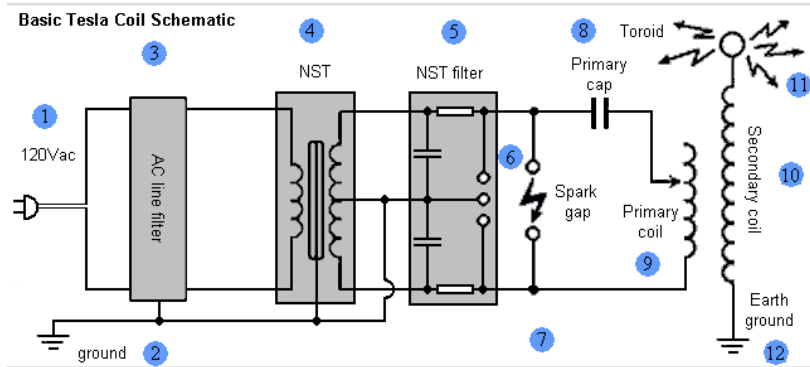 Basic Tesla Coil Schematic
4
5
8
Toroid
3
NST
NST filter
Primary
cap
11
1
120Vac
AC line filter
6
Spark
gap
Primary
coil
Secondary coil
10
9
Earth
ground
ground
2
7
12